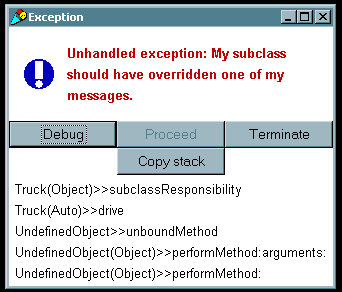 Exception
Unhandled exception: My subclass
should have overridden one of my
messages.
Debug Proceed Terminate
Copy stack
Truck(Object)>>subclassResponsibility
Truck(Auto)>>drive
UndefinedObject>>unboundMethod
UndefinedObject(Object)>>performMethod:arguments:
UndefinedObject(Object)>>performMethod: